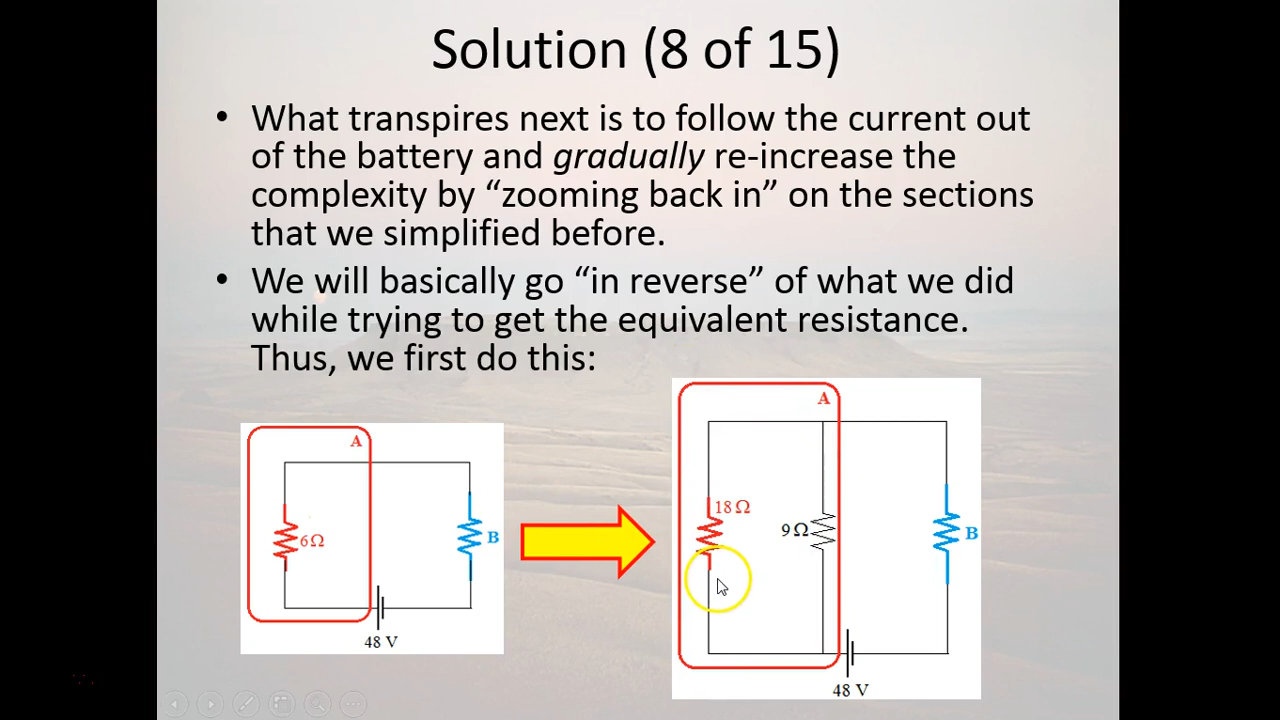 Solution (8 of 15)
• What transpires next is to follow the current out
of the battery and gradually re-increase the
complexity by “zooming back in” on the sections
that we simplified before.
• We will basically go “in reverse” of what we did
while trying to get the equivalent resistance.
Thus, we first do this:
A
6Ω
B
48 V
A
18Ω
9Ω
B
48 V